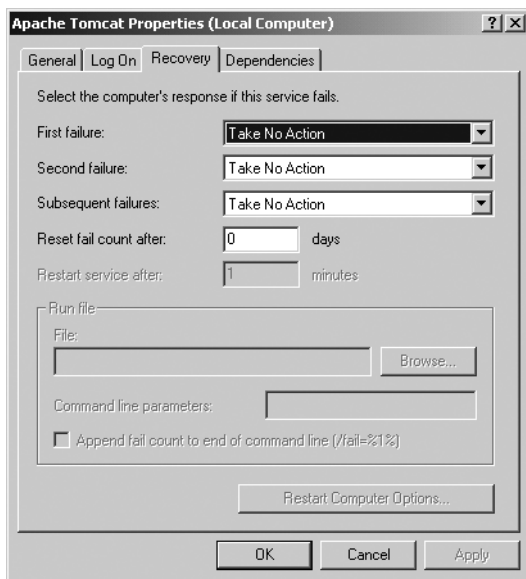 Apache Tomcat Properties (Local Computer)
General Log On Recovery Dependencies
Select the computer's response if this service fails.
First failure: Take No Action
Second failure: Take No Action
Subsequent failures: Take No Action
Reset fail count after: 0 days
Restart service after: 1 minutes
Run file
File:
Browse...
Command line parameters:
Append fail count to end of command line (/fail=%1%)
Restart Computer Options...
OK Cancel Apply